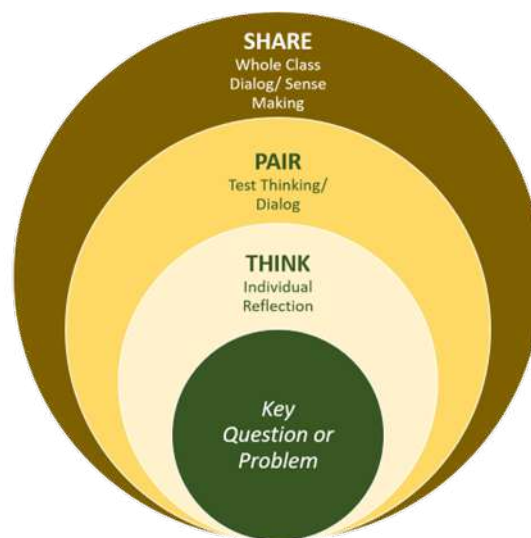 SHARE
Whole Class
Dialog/ Sense
Making
PAIR
Test Thinking/
Dialog
THINK
Individual
Reflection
Key
Question or
Problem